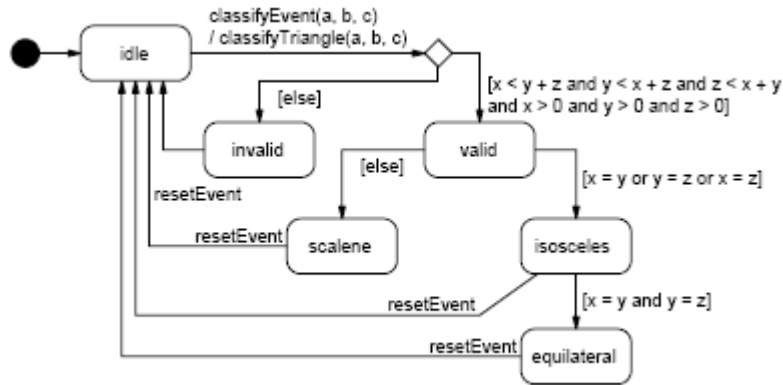 classifyEvent(a, b, c)
/ classifyTriangle(a, b, c)
idle
[x < y + z and y < x + z and z < x + y
and x > 0 and y > 0 and z > 0]
[else]
invalid
valid
[else]
[x = y or y = z or x = z]
resetEvent
resetEvent
scalene
isosceles
resetEvent
[x = y and y = z]
resetEvent
equilateral